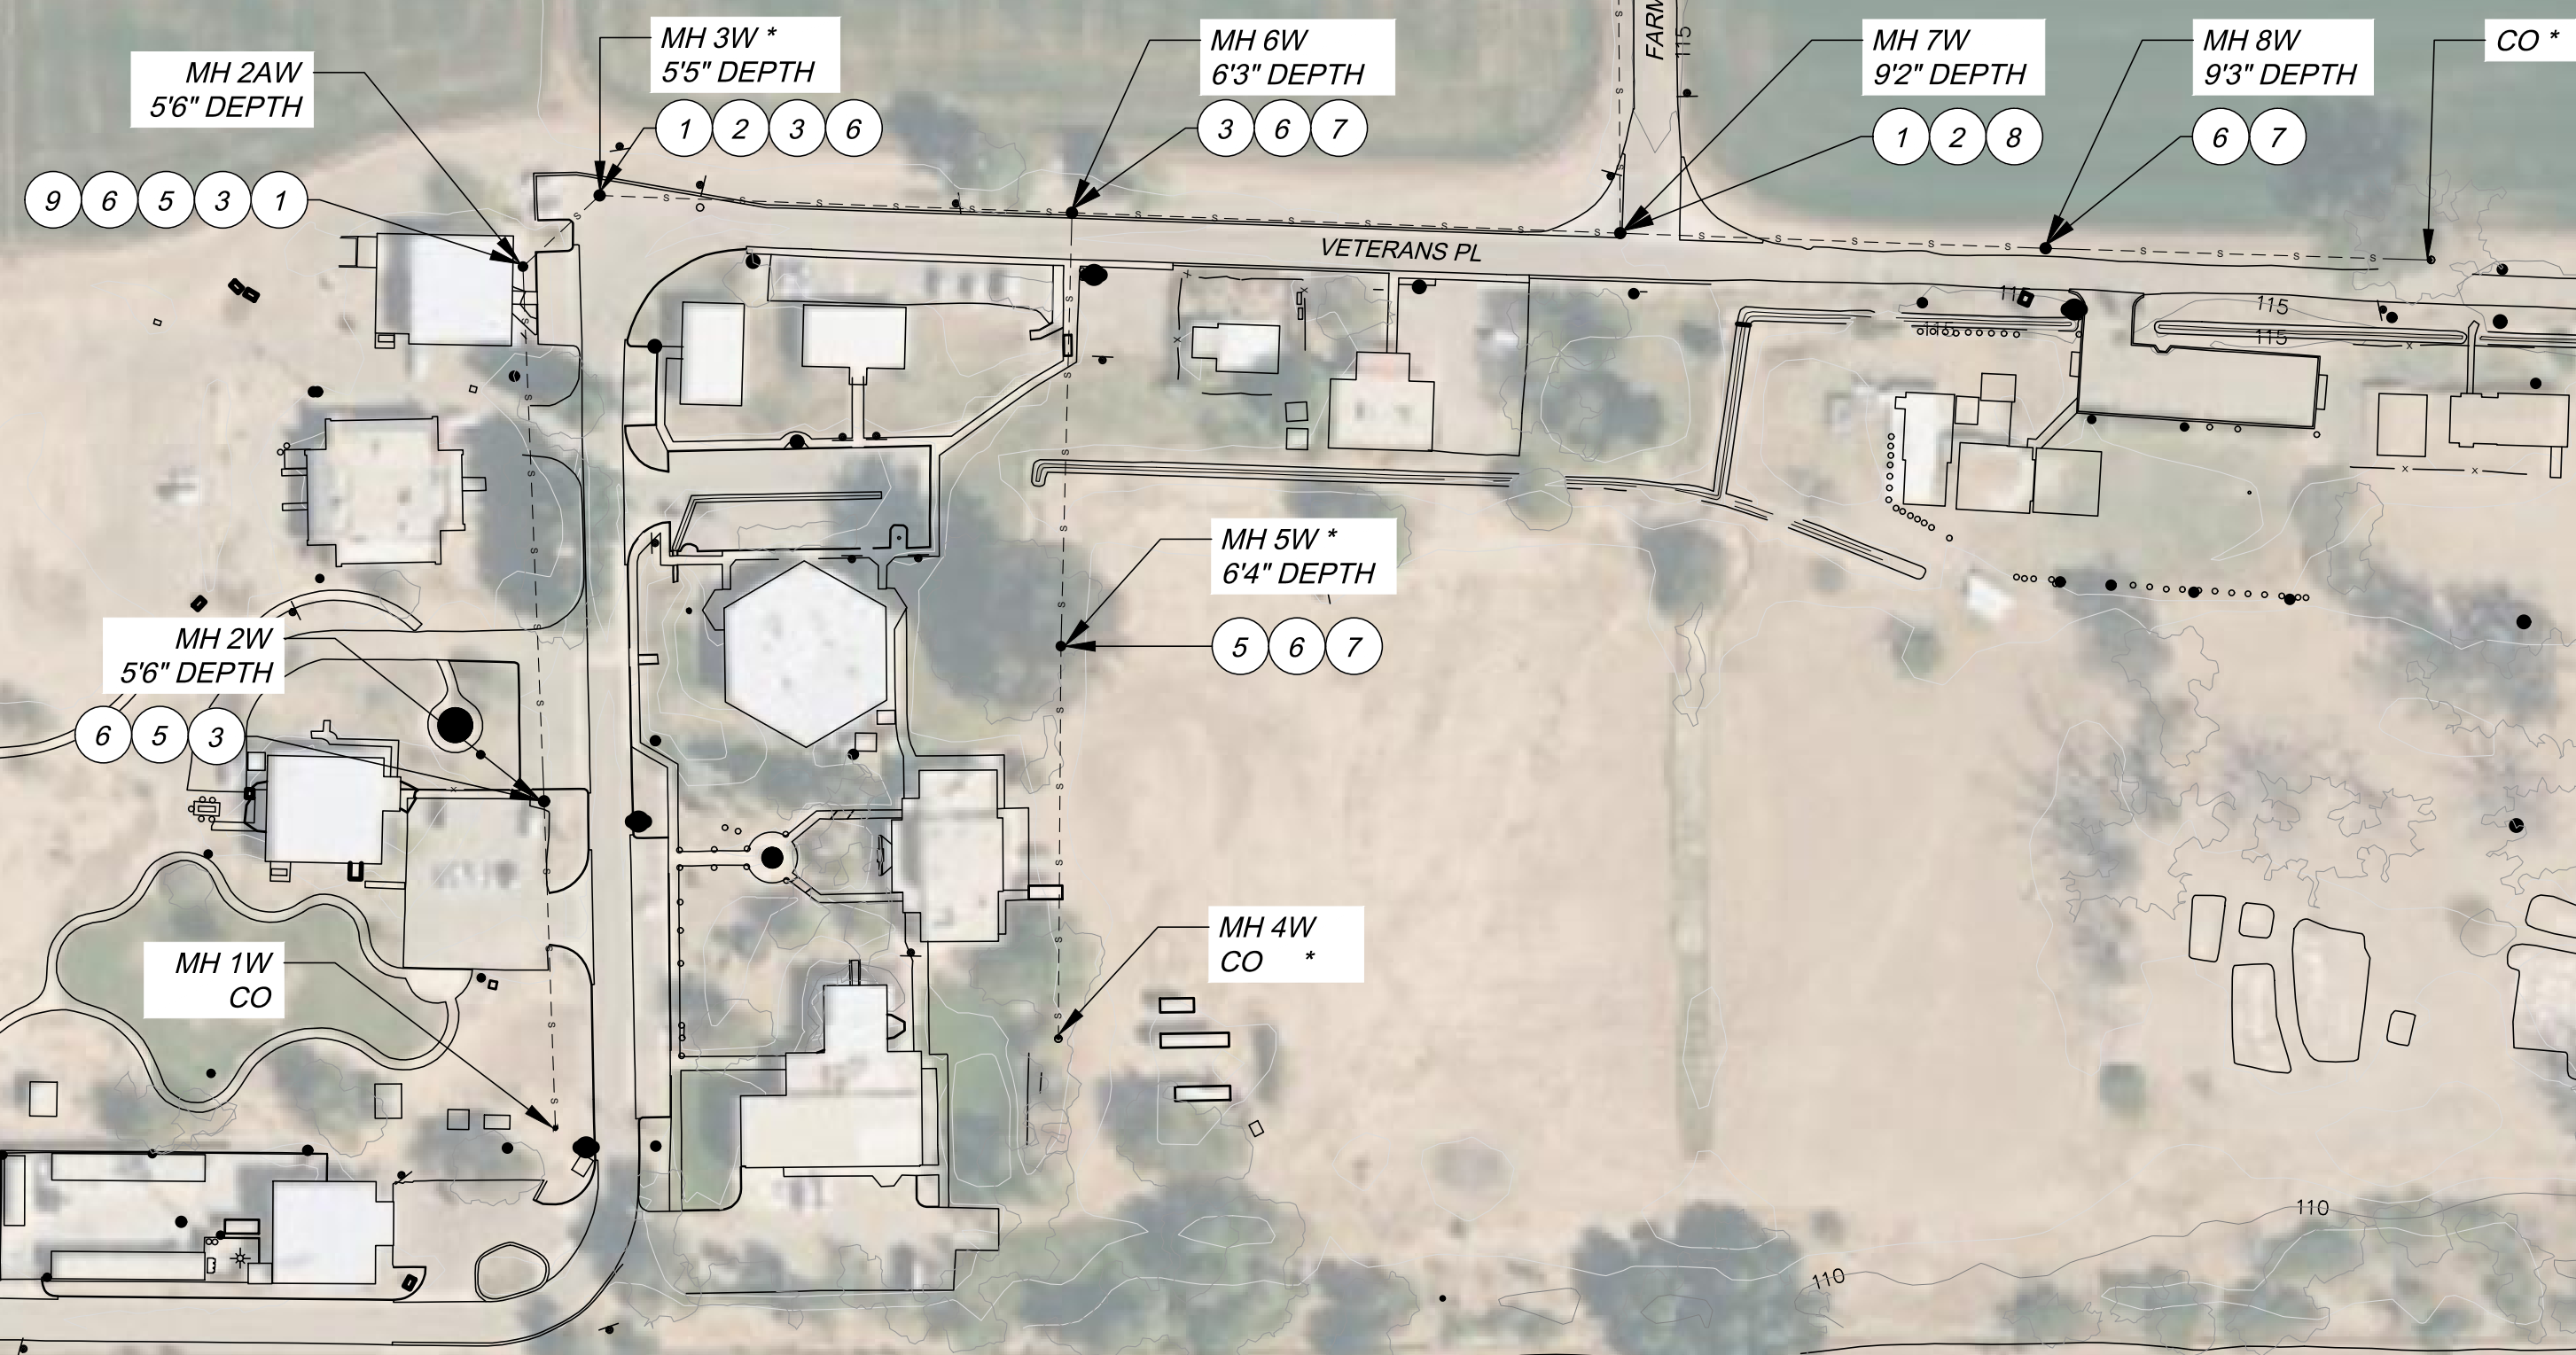 FARM
115
MH 2AW
5'6" DEPTH
9 6 5 3 1
MH 3W *
5'5" DEPTH
1 2 3 6
MH 6W
6'3" DEPTH
3 6 7
MH 7W
9'2" DEPTH
1 2 8
MH 8W
9'3" DEPTH
6 7
CO *
VETERANS PL
115
115
MH 5W *
6'4" DEPTH
5 6 7
MH 2W
5'6" DEPTH
6 5 3
MH 4W
CO *
MH 1W
CO
110
110